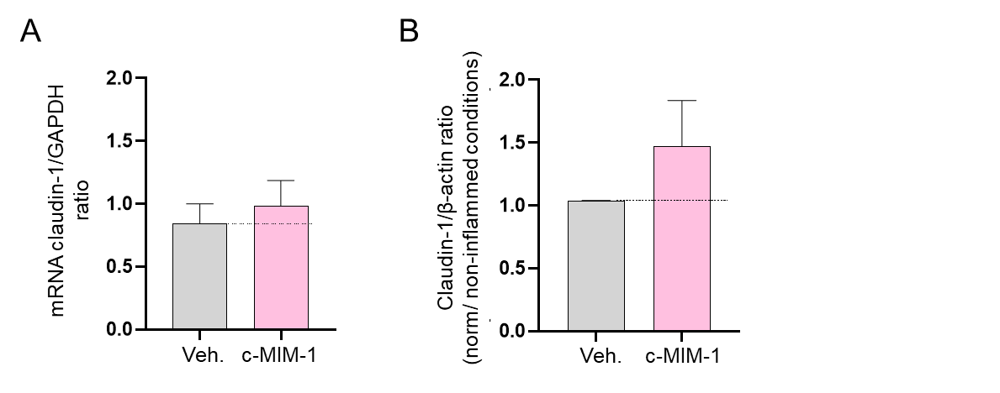 A
mRNA claudin-1/GAPDH
ratio
2.0
1.5
1.0
0.5
0.0
Veh. c-MIM-1
B
Claudin-1/β-actin ratio
(norm/ non-inflammed conditions)
2.0
1.5
1.0
0.5
0.0
Veh. c-MIM-1